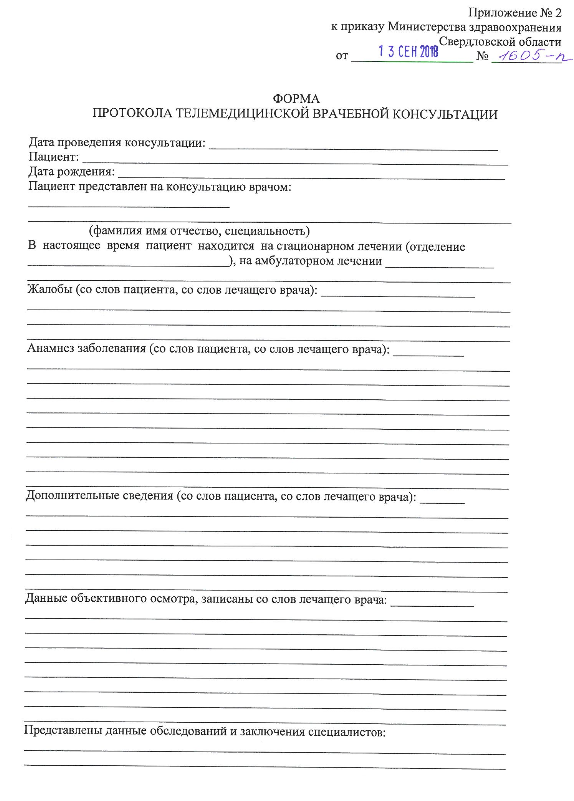 Приложение № 2
к приказу Министерства здравоохранения
Свердловской области
от 13 СЕН 2018 № 1605-п
ФОРМА
ПРОТОКОЛА ТЕЛЕМЕДИЦИНСКОЙ ВРАЧЕБНОЙ КОНСУЛЬТАЦИИ
Дата проведения консультации:
Пациент:
Дата рождения:
Пациент представлен на консультацию врачом:
(фамилия имя отчество, специальность)
В настоящее время пациент находится на стационарном лечении (отделение
), на амбулаторном лечении
Жалобы (со слов пациента, со слов лечащего врача):
Анамнез заболевания (со слов пациента, со слов лечащего врача):
Дополнительные сведения (со слов пациента, со слов лечащего врача):
Данные объективного осмотра, записаны со слов лечащего врача:
Представлены данные обследований и заключения специалистов: